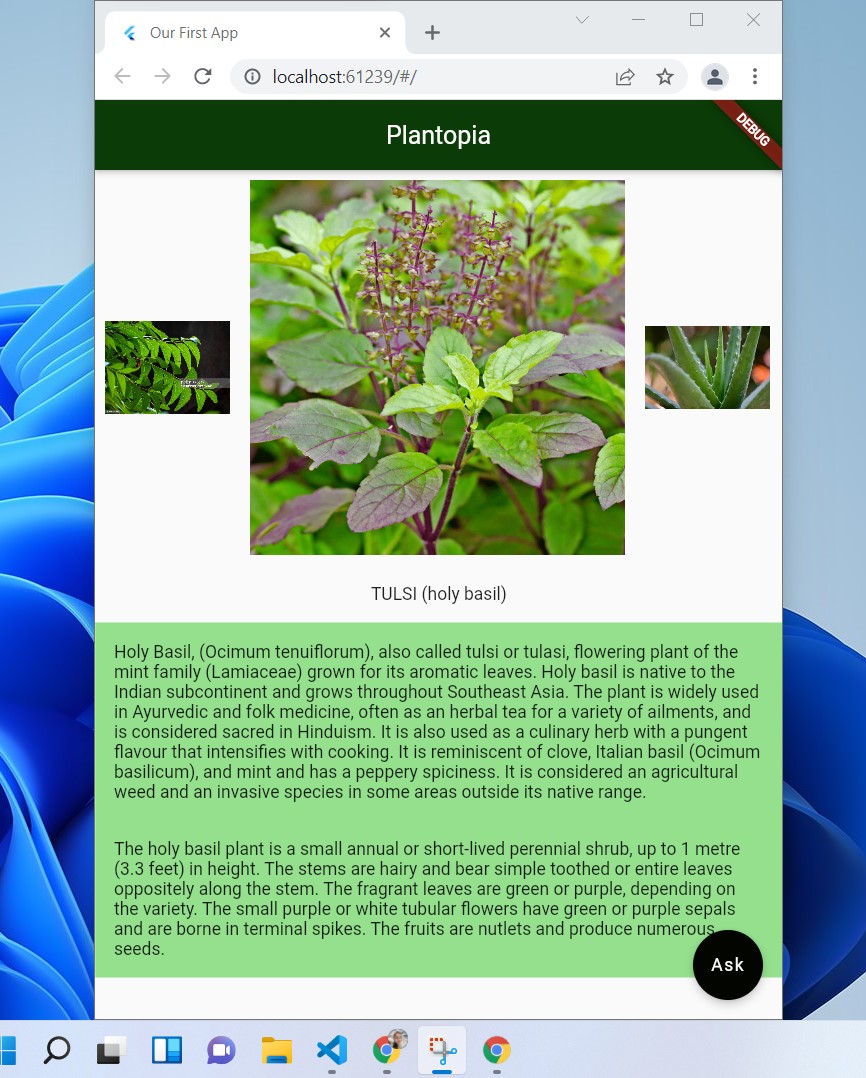 Our First App
localhost:61239/#/
Plantopia
DEBUG
TULSI (holy basil)
Holy Basil, (Ocimum tenuiflorum), also called tulsi or tulasi, flowering plant of the
mint family (Lamiaceae) grown for its aromatic leaves. Holy basil is native to the
Indian subcontinent and grows throughout Southeast Asia. The plant is widely used
in Ayurvedic and folk medicine, often as an herbal tea for a variety of ailments, and
is considered sacred in Hinduism. It is also used as a culinary herb with a pungent
flavour that intensifies with cooking. It is reminiscent of clove, Italian basil (Ocimum
basilicum), and mint and has a peppery spiciness. It is considered an agricultural
weed and an invasive species in some areas outside its native range.
The holy basil plant is a small annual or short-lived perennial shrub, up to 1 metre
(3.3 feet) in height. The stems are hairy and bear simple toothed or entire leaves
oppositely along the stem. The fragrant leaves are green or purple, depending on
the variety. The small purple or white tubular flowers have green or purple sepals
and are borne in terminal spikes. The fruits are nutlets and produce numerous
seeds.
Ask